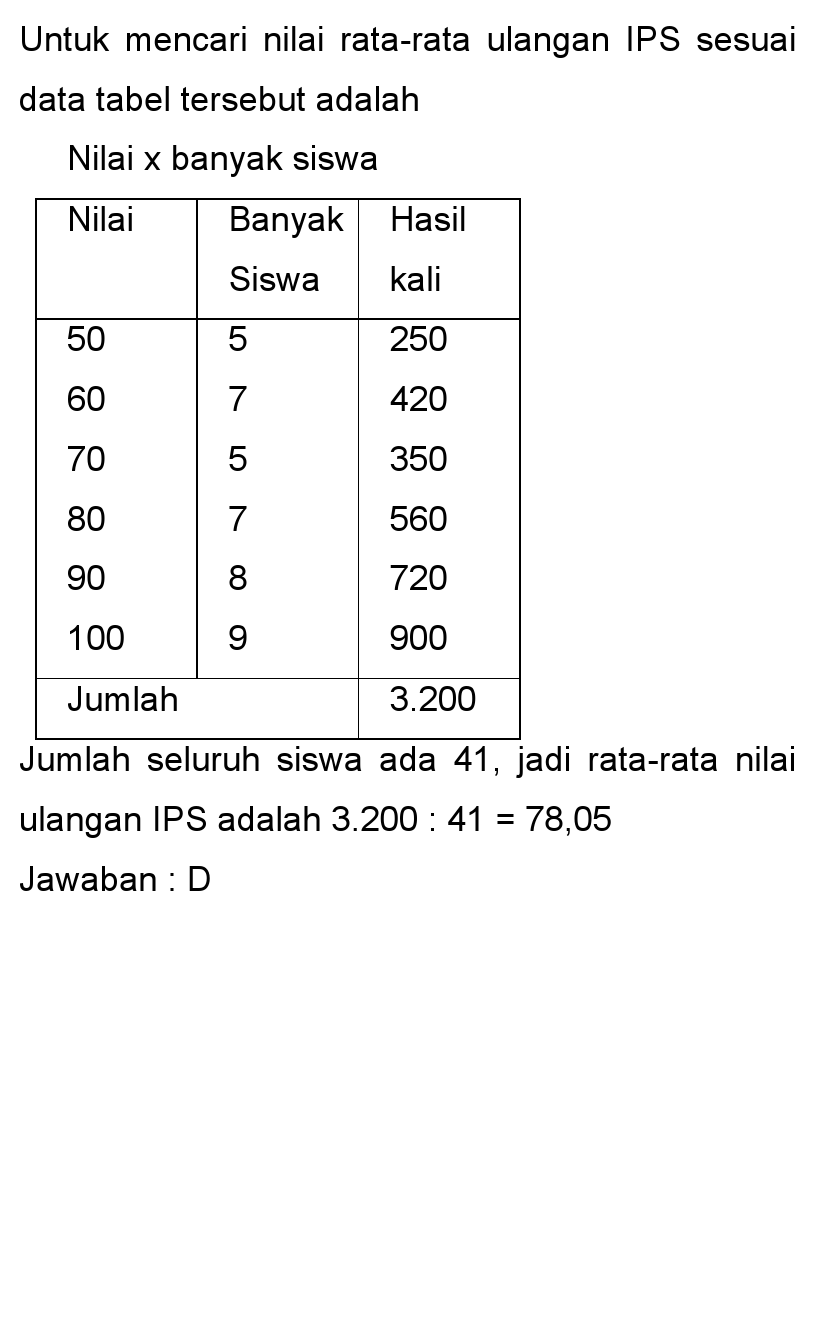 Untuk mencari nilai rata-rata ulangan IPS sesuai
data tabel tersebut adalah
Nilai x banyak siswa
Nilai Banyak Hasil
Siswa kali
50 5 250
60 7 420
70 5 350
80 7 560
90 8 720
100 9 900
Jumlah 3.200
Jumlah seluruh siswa ada 41, jadi rata-rata nilai
ulangan IPS adalah 3.200 : 41 = 78,05
Jawaban : D